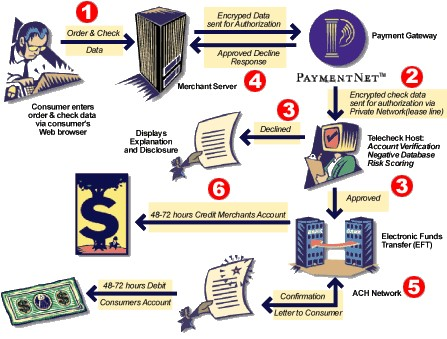 1
Order & Check
Data
Consumer enters
order & check data
via consumer's
Web browser
Encryped Data
sent for Authorization
Approved Decline
Response
4
Merchant Server
Payment Gateway
PAYMENTNET™
2
Encrypted check data
sent for authorization via
Private Network(lease line)
3
Declined
Displays
Explanation
and Disclosure
Telecheck Host:
Account Verification
Negative Database
Risk Scoring
3
Approved
6
48-72 hours Credit Merchants Account
$
BANK
BANK
Electronic Funds
Transfer (EFT)
ACH Network
5
Confirmation
Letter to Consumer
48-72 hours Debit
Consumers Account
$
$